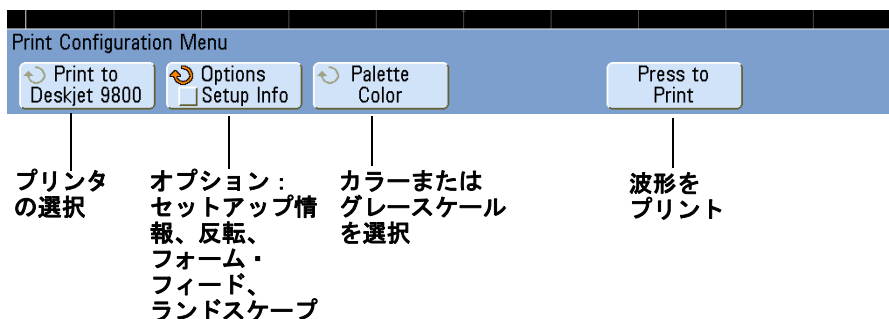 Print Configuration Menu
Print to
Deskjet 9800
Options
Setup Info
Palette
Color
Press to
Print
プリンタ
の選択
オプション：
セットアップ情
報、反転、
フォーム・
フィード、
ランドスケープ
カラーまたは
グレースケール
を選択
波形を
プリント